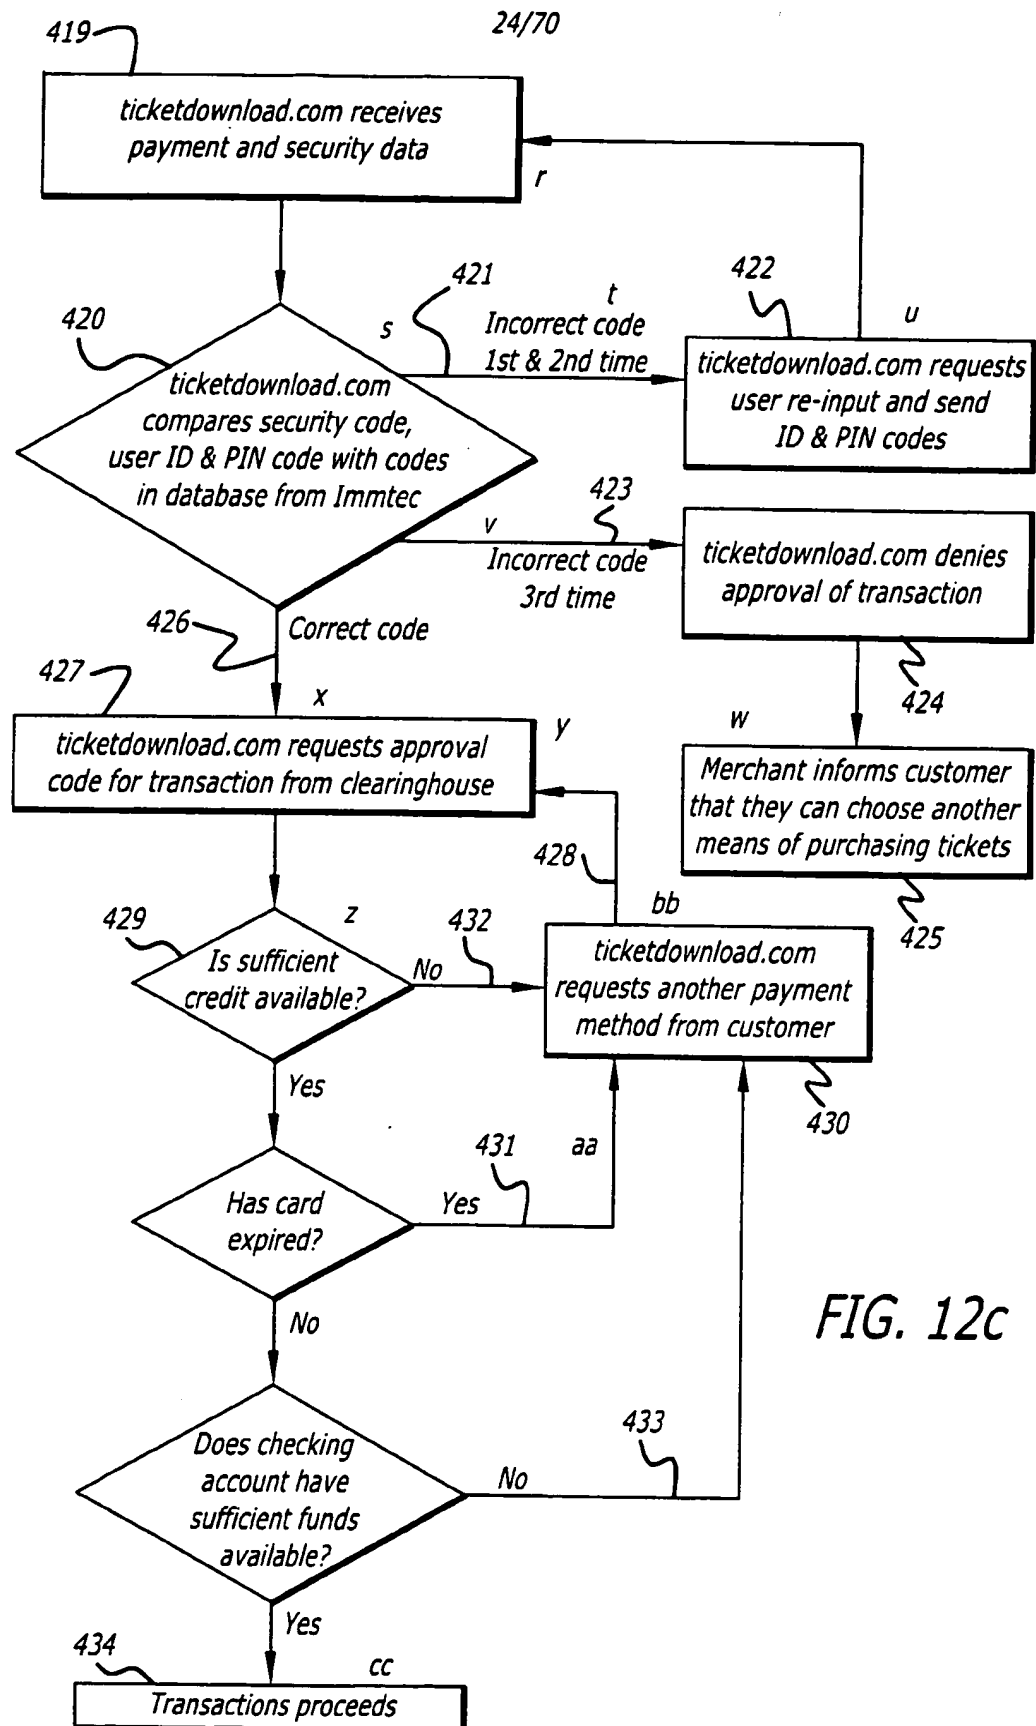 24/70
419
ticketdownload.com receives
payment and security data
r
421
422
420
s
t
Incorrect code
1st & 2nd time
u
ticketdownload.com requests
user re-input and send
ID & PIN codes
ticketdownload.com
compares security code,
user ID & PIN code with codes
in database from Immtec
423
v
Incorrect code
3rd time
ticketdownload.com denies
approval of transaction
424
426
Correct code
427
x
y
w
ticketdownload.com requests approval
code for transaction from clearinghouse
Merchant informs customer
that they can choose another
means of purchasing tickets
425
428
429
z
432
bb
Is sufficient
credit available?
No
ticketdownload.com
requests another payment
method from customer
430
Yes
431
aa
Has card
expired?
Yes
No
FIG. 12c
433
Does checking
account have
sufficient funds
available?
No
Yes
434
cc
Transactions proceeds